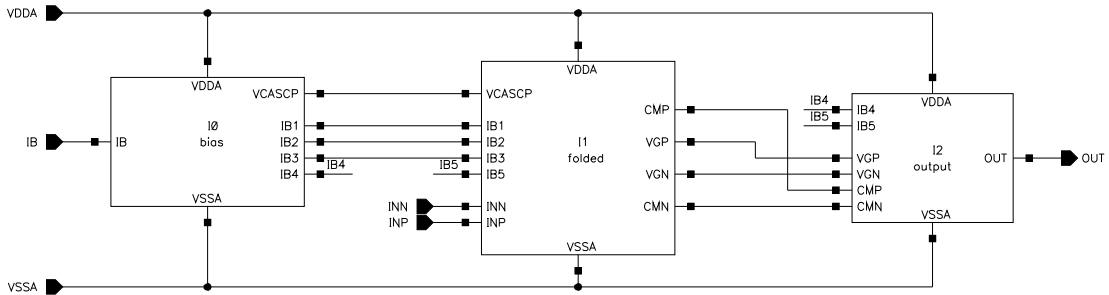 VDDA
VDDA
VCASCP
I0
bias
IB1
IB2
IB3
IB4
IB4
IB
IB
VSSA
VDDA
VCASCP
IB1
IB2
IB3
IB5
IB5
I1
folded
INN
INN
INP
INP
CMP
VGP
VGN
CMN
VSSA
VDDA
IB4
IB4
IB5
IB5
I2
output
VGP
VGN
CMP
CMN
OUT
OUT
VSSA
VSSA